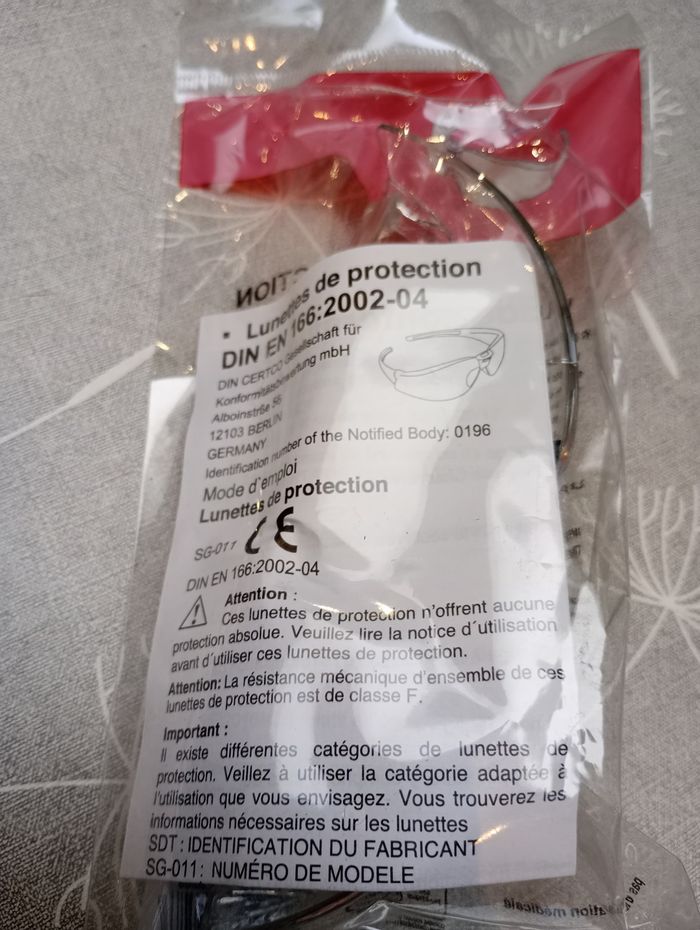 • Lunettes de protection
DIN EN 166:2002-04
DIN CERTCO Gesellschaft für
Konformitätsbewertung mbH
Alboinstraße 56
12103 BERLIN
GERMANY
Identification number of the Notified Body: 0196
Mode d´emploi
Lunettes de protection
SG-011 CE
DIN EN 166:2002-04
Attention :
Ces lunettes de protection n’offrent aucune
protection absolue. Veuillez lire la notice d´utilisation
avant d´utiliser ces lunettes de protection.
Attention: La résistance mécanique d’ensemble de ces
lunettes de protection est de classe F.
Important :
Il existe différentes catégories de lunettes de
protection. Veillez à utiliser la catégorie adaptée à
l’utilisation que vous envisagez. Vous trouverez les
informations nécessaires sur les lunettes
SDT : IDENTIFICATION DU FABRICANT
SG-011: NUMÉRO DE MODELE